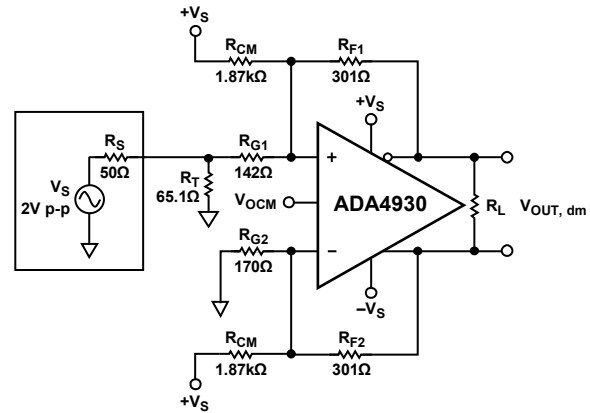 +VS
RCM
1.87kΩ
RF1
301Ω
+VS
RS
50Ω
VS
2V p-p
RT
65.1Ω
RG1
142Ω
+
VOCM
ADA4930
RL
VOUT, dm
RG2
170Ω
−
−VS
RCM
1.87kΩ
RF2
301Ω
+VS